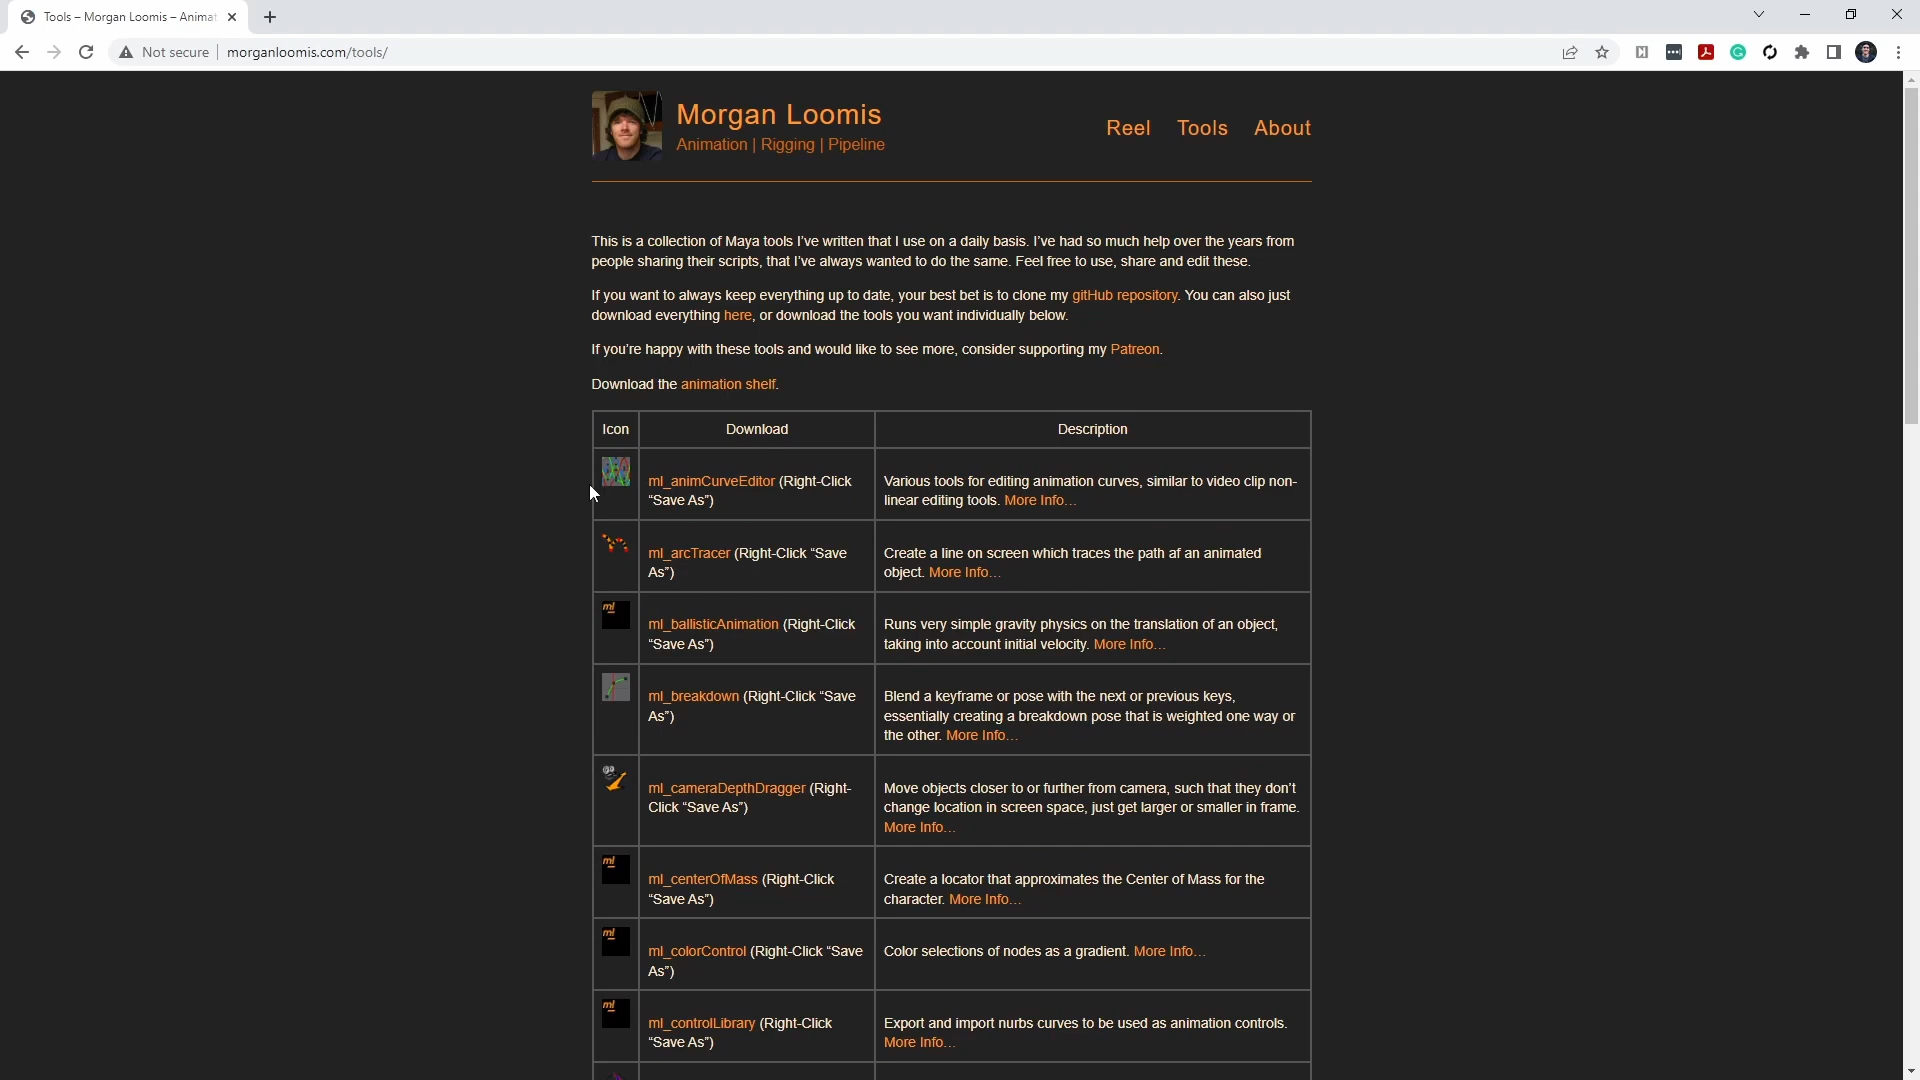 Tools – Morgan Loomis – Animat
Not secure
morganloomis.com/tools/
Morgan Loomis
Animation | Rigging | Pipeline
Reel Tools About
This is a collection of Maya tools I've written that I use on a daily basis. I've had so much help over the years from
people sharing their scripts, that I've always wanted to do the same. Feel free to use, share and edit these.
If you want to always keep everything up to date, your best bet is to clone my gitHub repository. You can also just
download everything here, or download the tools you want individually below.
If you're happy with these tools and would like to see more, consider supporting my Patreon.
Download the animation shelf.
Icon Download Description
ml_animCurveEditor (Right-Click
“Save As”)
Various tools for editing animation curves, similar to video clip non-
linear editing tools. More Info…
ml_arcTracer (Right-Click “Save
As”)
Create a line on screen which traces the path af an animated
object. More Info…
ml
ml_ballisticAnimation (Right-Click
“Save As”)
Runs very simple gravity physics on the translation of an object,
taking into account initial velocity. More Info…
ml_breakdown (Right-Click “Save
As”)
Blend a keyframe or pose with the next or previous keys,
essentially creating a breakdown pose that is weighted one way or
the other. More Info…
ml_cameraDepthDragger (Right-
Click “Save As”)
Move objects closer to or further from camera, such that they don't
change location in screen space, just get larger or smaller in frame.
More Info…
ml
ml_centerOfMass (Right-Click
“Save As”)
Create a locator that approximates the Center of Mass for the
character. More Info…
ml
ml_colorControl (Right-Click “Save
As”)
Color selections of nodes as a gradient. More Info…
ml
ml_controlLibrary (Right-Click
“Save As”)
Export and import nurbs curves to be used as animation controls.
More Info…